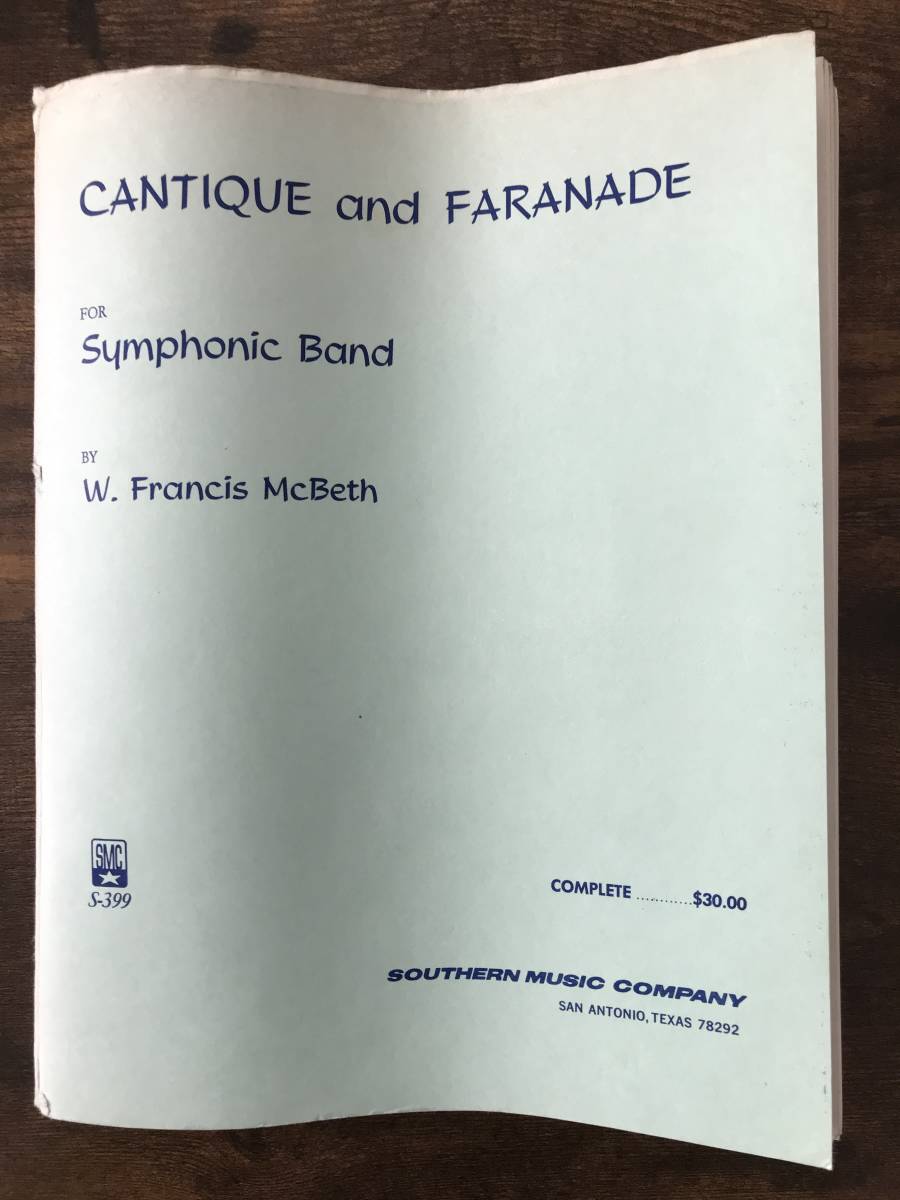 CANTIQUE and FARANADE
FOR
Symphonic Band
BY
W. Francis McBeth
SMC
S-399
COMPLETE ............$30.00
SOUTHERN MUSIC COMPANY
SAN ANTONIO, TEXAS 78292